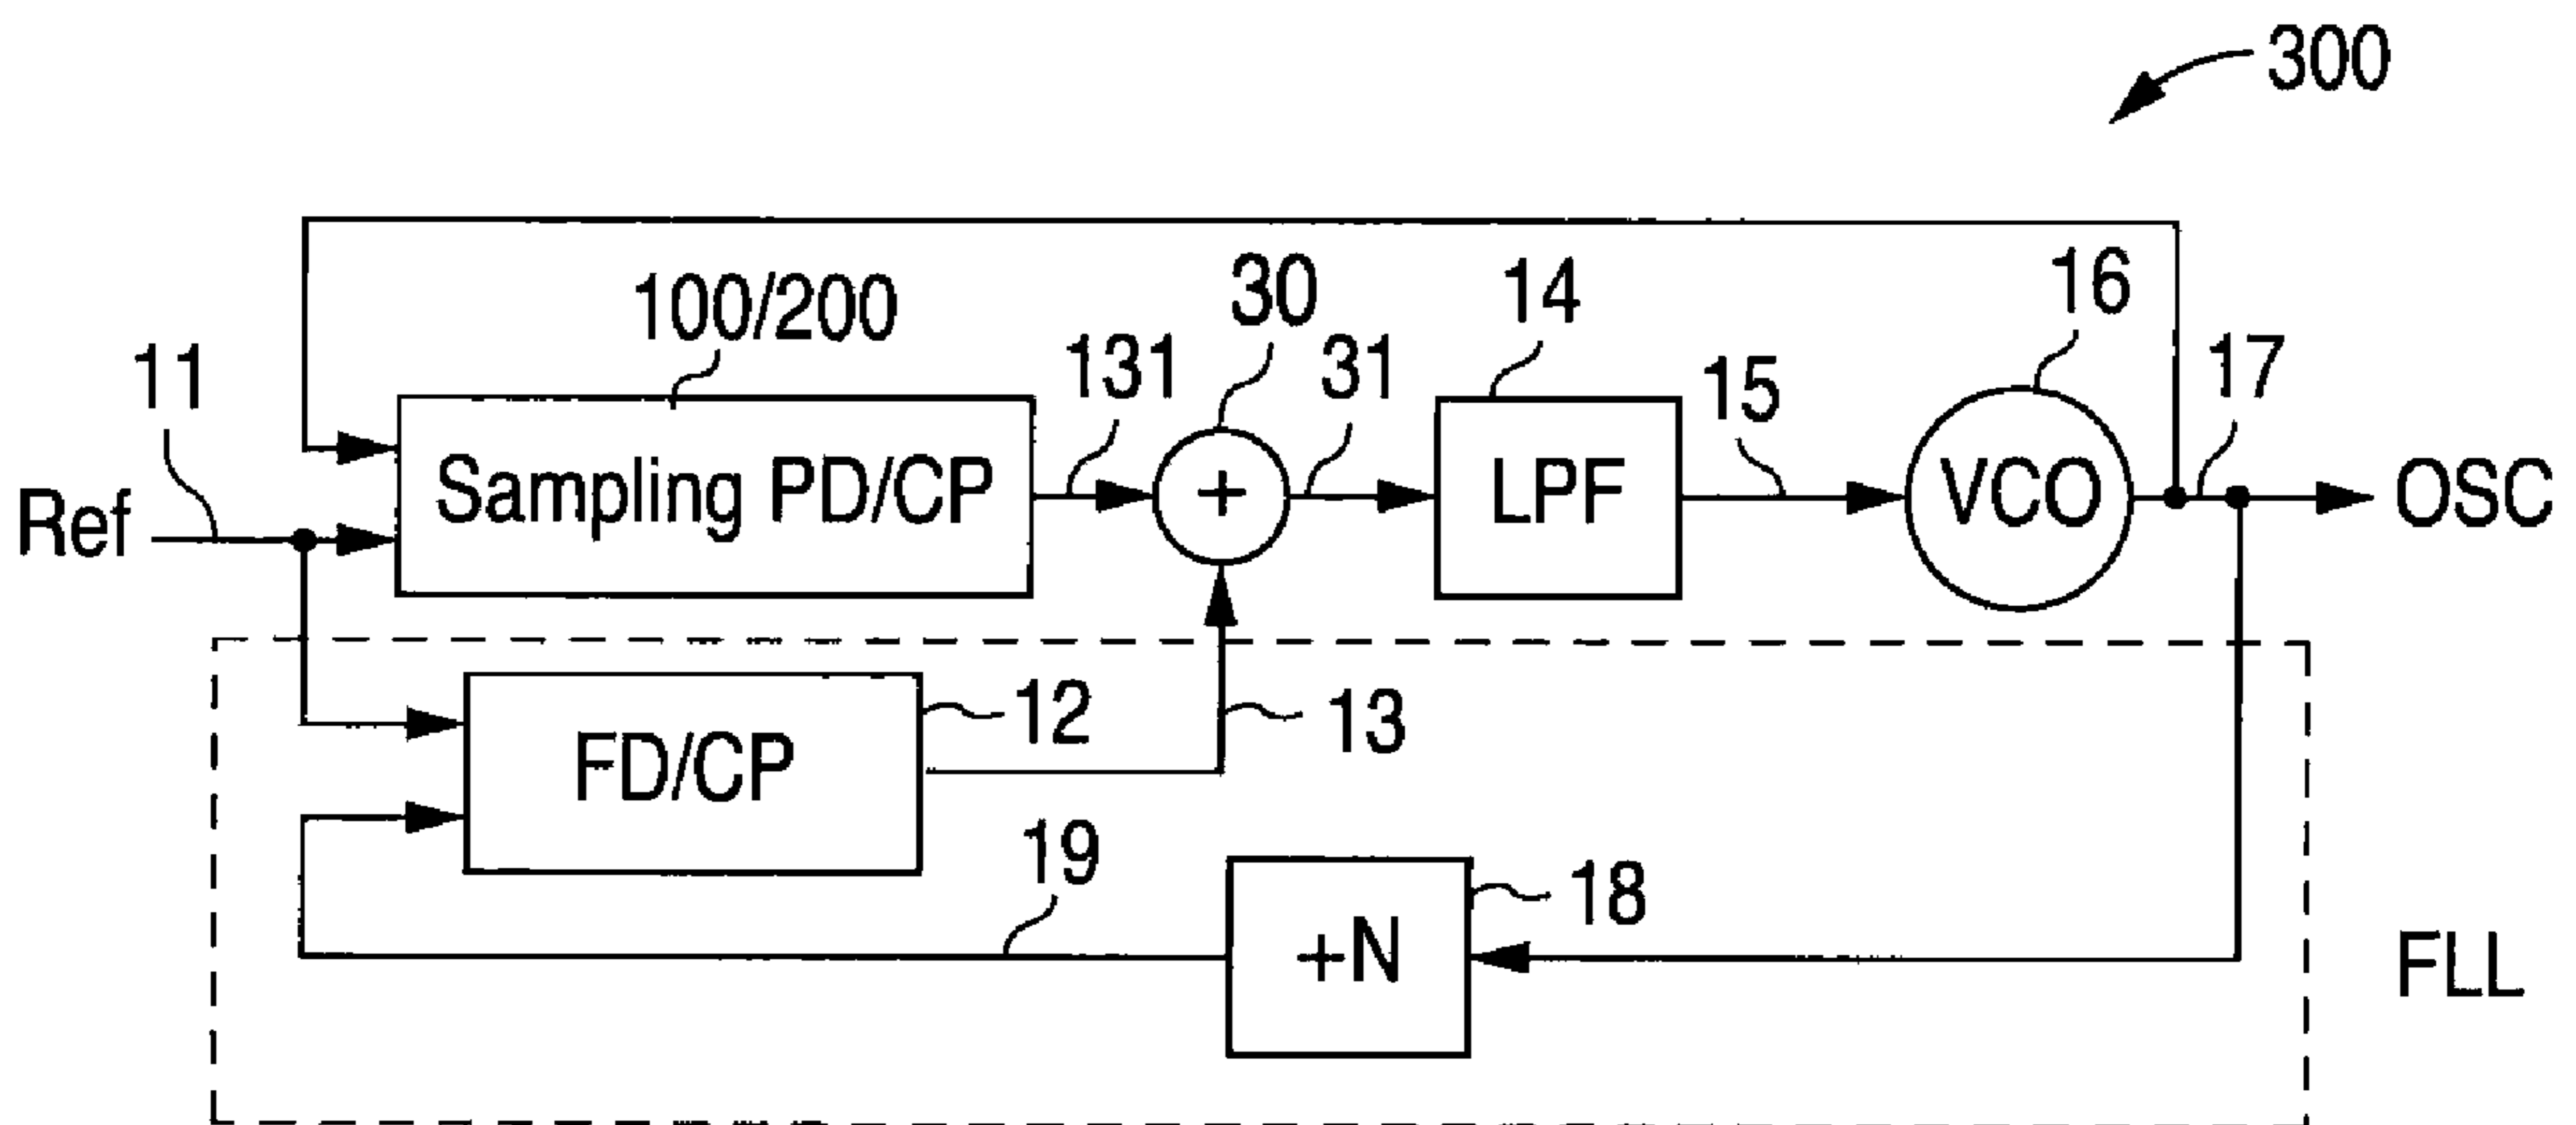 300
100/200
30
14
16
11
131
31
15
17
Ref
Sampling PD/CP
+
LPF
VCO
OSC
12
13
FD/CP
19
18
+N
FLL